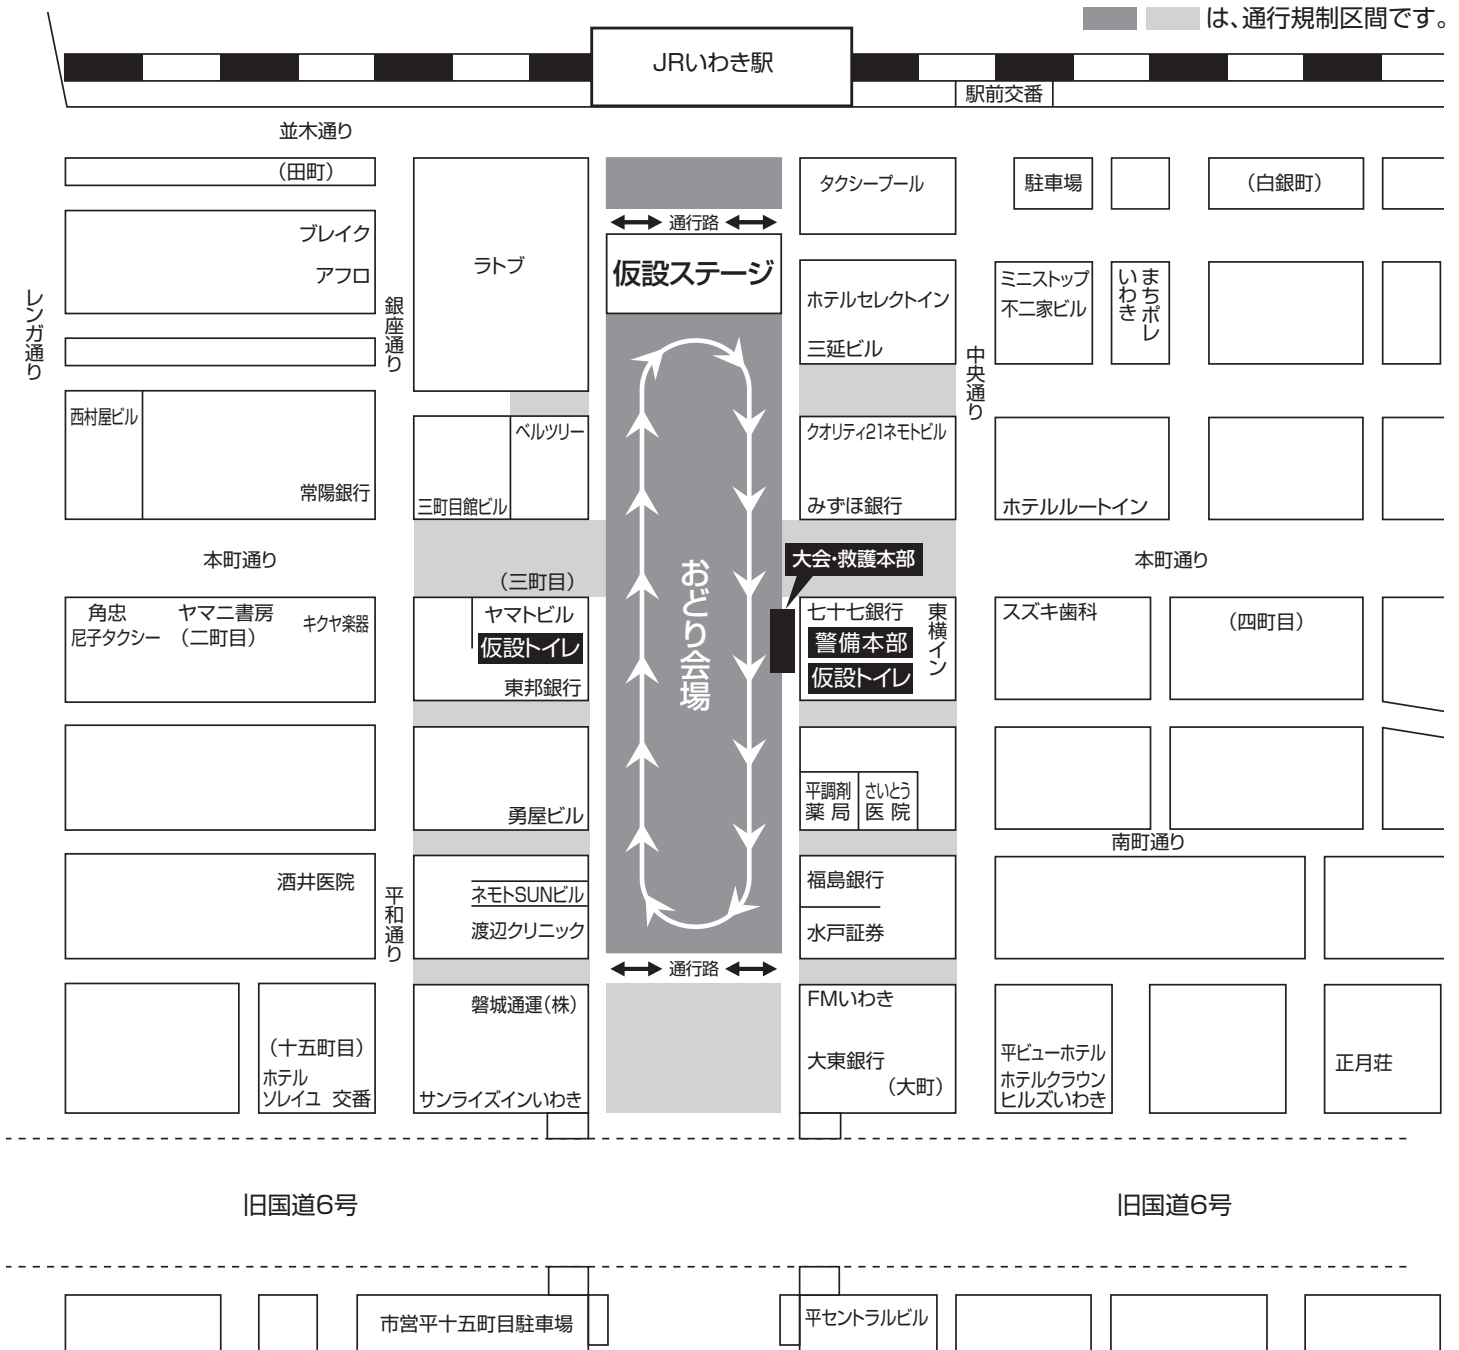 は、通行規制区間です。
JRいわき駅
駅前交番
並木通り
（田町）
タクシープール
駐車場
（白銀町）
通行路
ブレイク
アフロ
ラトブ
仮設ステージ
ホテルセレクトイン
三延ビル
ミニストップ
不二家ビル
いわき
まちポレ
レンガ通り
銀座通り
中央通り
西村屋ビル
常陽銀行
三町目館ビル
ベルツリー
クオリティ21ネモトビル
みずほ銀行
ホテルルートイン
本町通り
（三町目）
おどり会場
大会・救護本部
本町通り
角忠
尼子タクシー
ヤマニ書房
（二町目）
キクヤ楽器
ヤマトビル
仮設トイレ
東邦銀行
七十七銀行
警備本部
仮設トイレ
東横イン
スズキ歯科
（四町目）
勇屋ビル
平調剤
薬局
さいとう
医院
南町通り
酒井医院
平和通り
ネモトSUNビル
渡辺クリニック
福島銀行
水戸証券
通行路
（十五町目）
ホテル
ソレイユ
交番
磐城通運（株）
サンライズインいわき
FMいわき
大東銀行
（大町）
平ビューホテル
ホテルクラウン
ヒルズいわき
正月荘
旧国道6号
旧国道6号
市営平十五町目駐車場
平セントラルビル